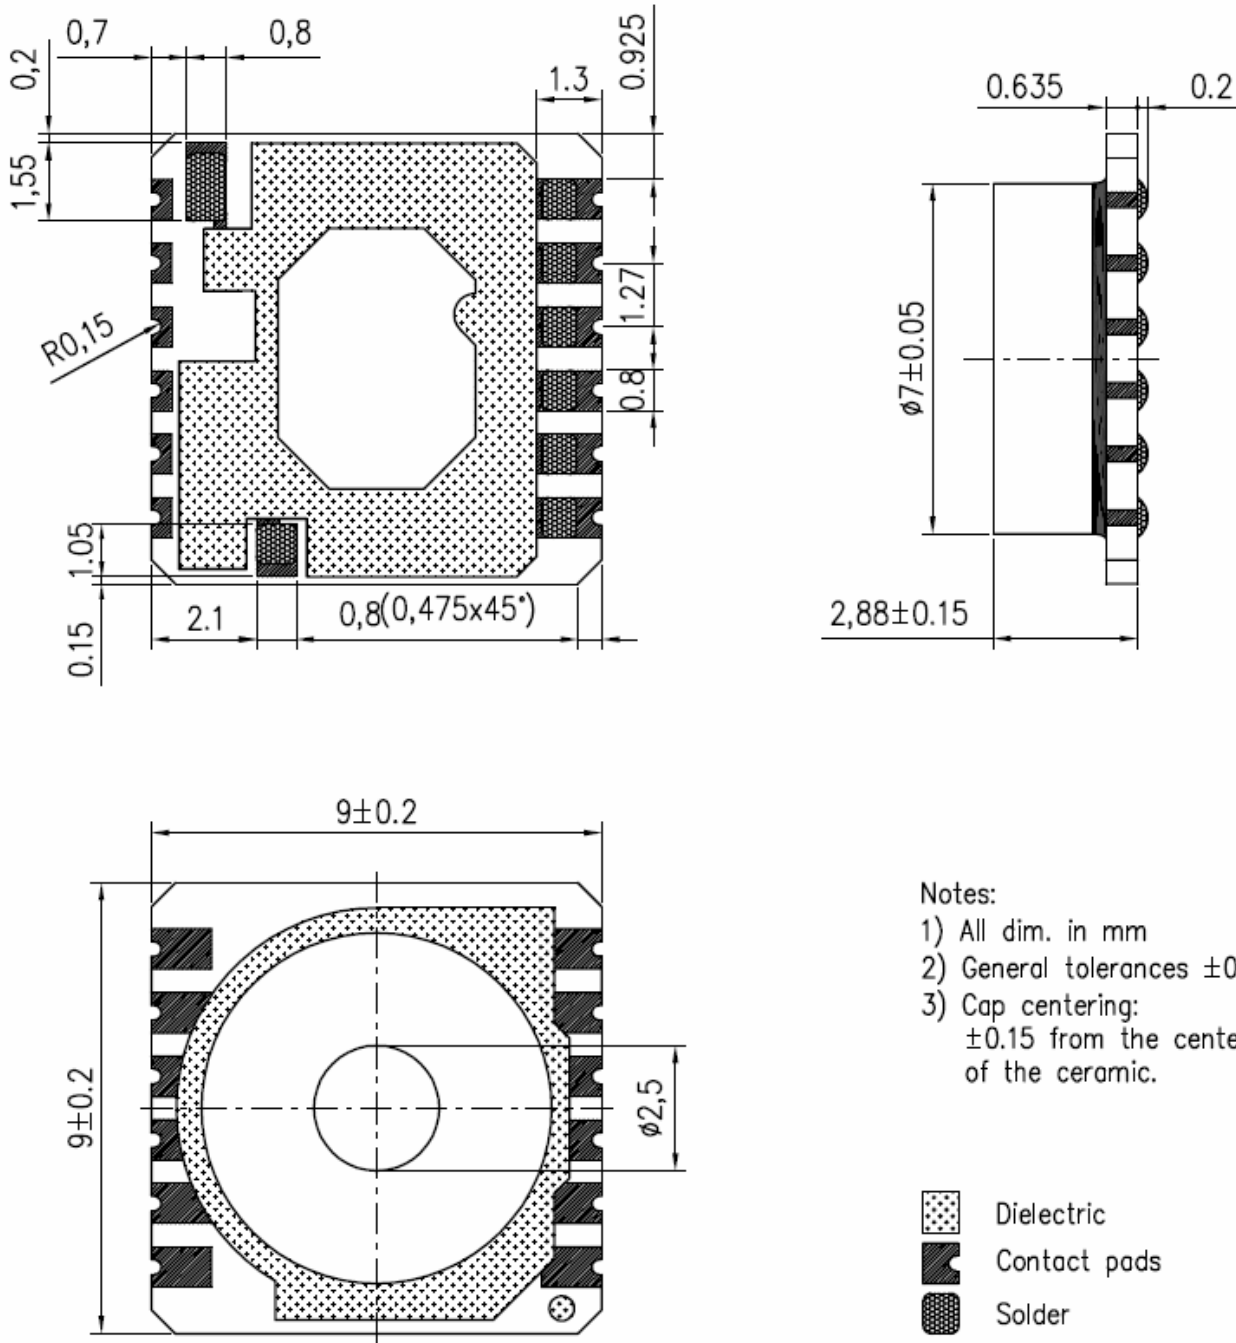 0,7
0,8
0,2
0.925
1.3
1,55
R0,15
1.27
0.8
1.05
2.1
0,8(0,475x45°)
0.15
0.635
0.2
ø7±0.05
2,88±0.15
9±0.2
9±0.2
ø2,5
Notes:
1) All dim. in mm
2) General tolerances ±0
3) Cap centering:
±0.15 from the cente
of the ceramic.
Dielectric
Contact pads
Solder